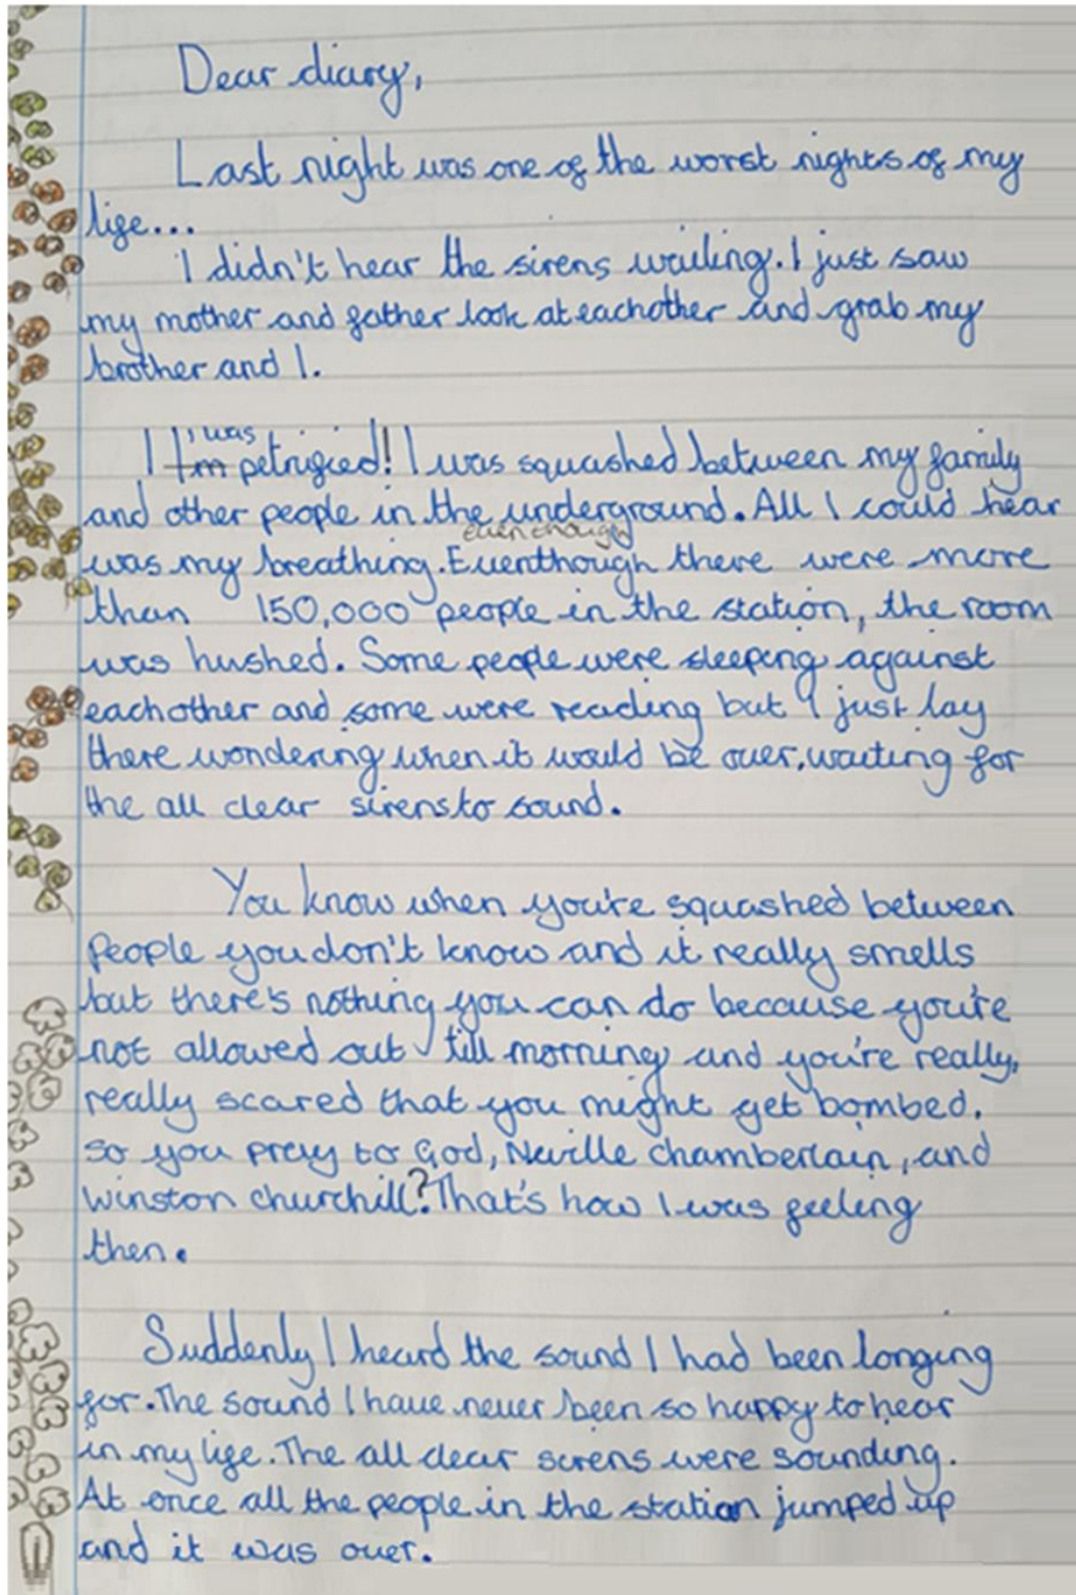 Dear diary,
Last night was one of the worst nights of my
life...
I didn't hear the sirens wailing. I just saw
my mother and father look at eachother and grab my
brother and I.
i was
I I'm petrified! I was squashed between my family
and other people in the underground. All I could hear
even though
was my breathing. Eventhough there were more
than 150,000 people in the station, the room
was hushed. Some people were sleeping against
eachother and some were reading but I just lay
there wondering when it would be over, waiting for
the all clear sirens to sound.
You know when you're squashed between
people you don't know and it really smells
but there's nothing you can do because you're
not allowed out till morning and you're really,
really scared that you might get bombed,
so you pray to God, Neville chamberlain, and
winston churchill? That's how I was feeling
then.
Suddenly I heard the sound I had been longing
for. The sound I have never been so happy to hear
in my life. The all clear sirens were sounding.
At once all the people in the station jumped up
and it was over.